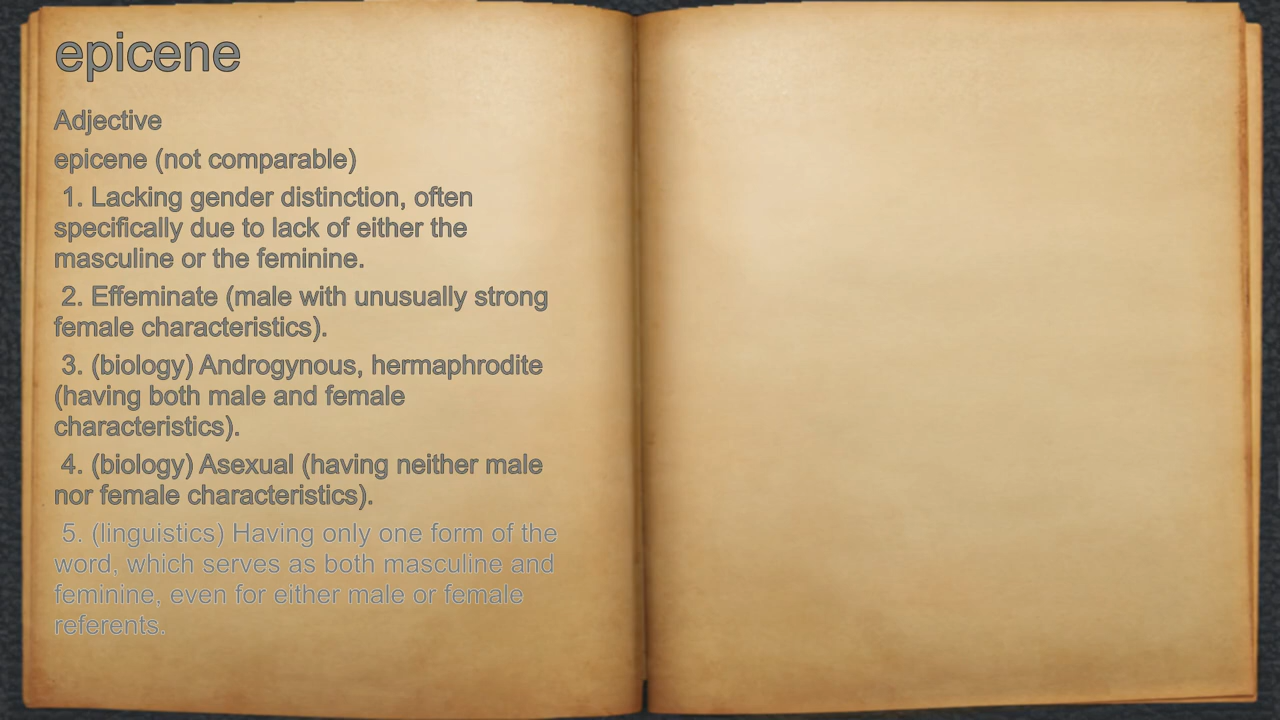 epicene
Adjective
epicene (not comparable)
1. Lacking gender distinction, often
specifically due to lack of either the
masculine or the feminine.
2. Effeminate (male with unusually strong
female characteristics).
3. (biology) Androgynous, hermaphrodite
(having both male and female
characteristics).
4. (biology) Asexual (having neither male
nor female characteristics).
5. (linguistics) Having only one form of the
word, which serves as both masculine and
feminine, even for either male or female
referents.